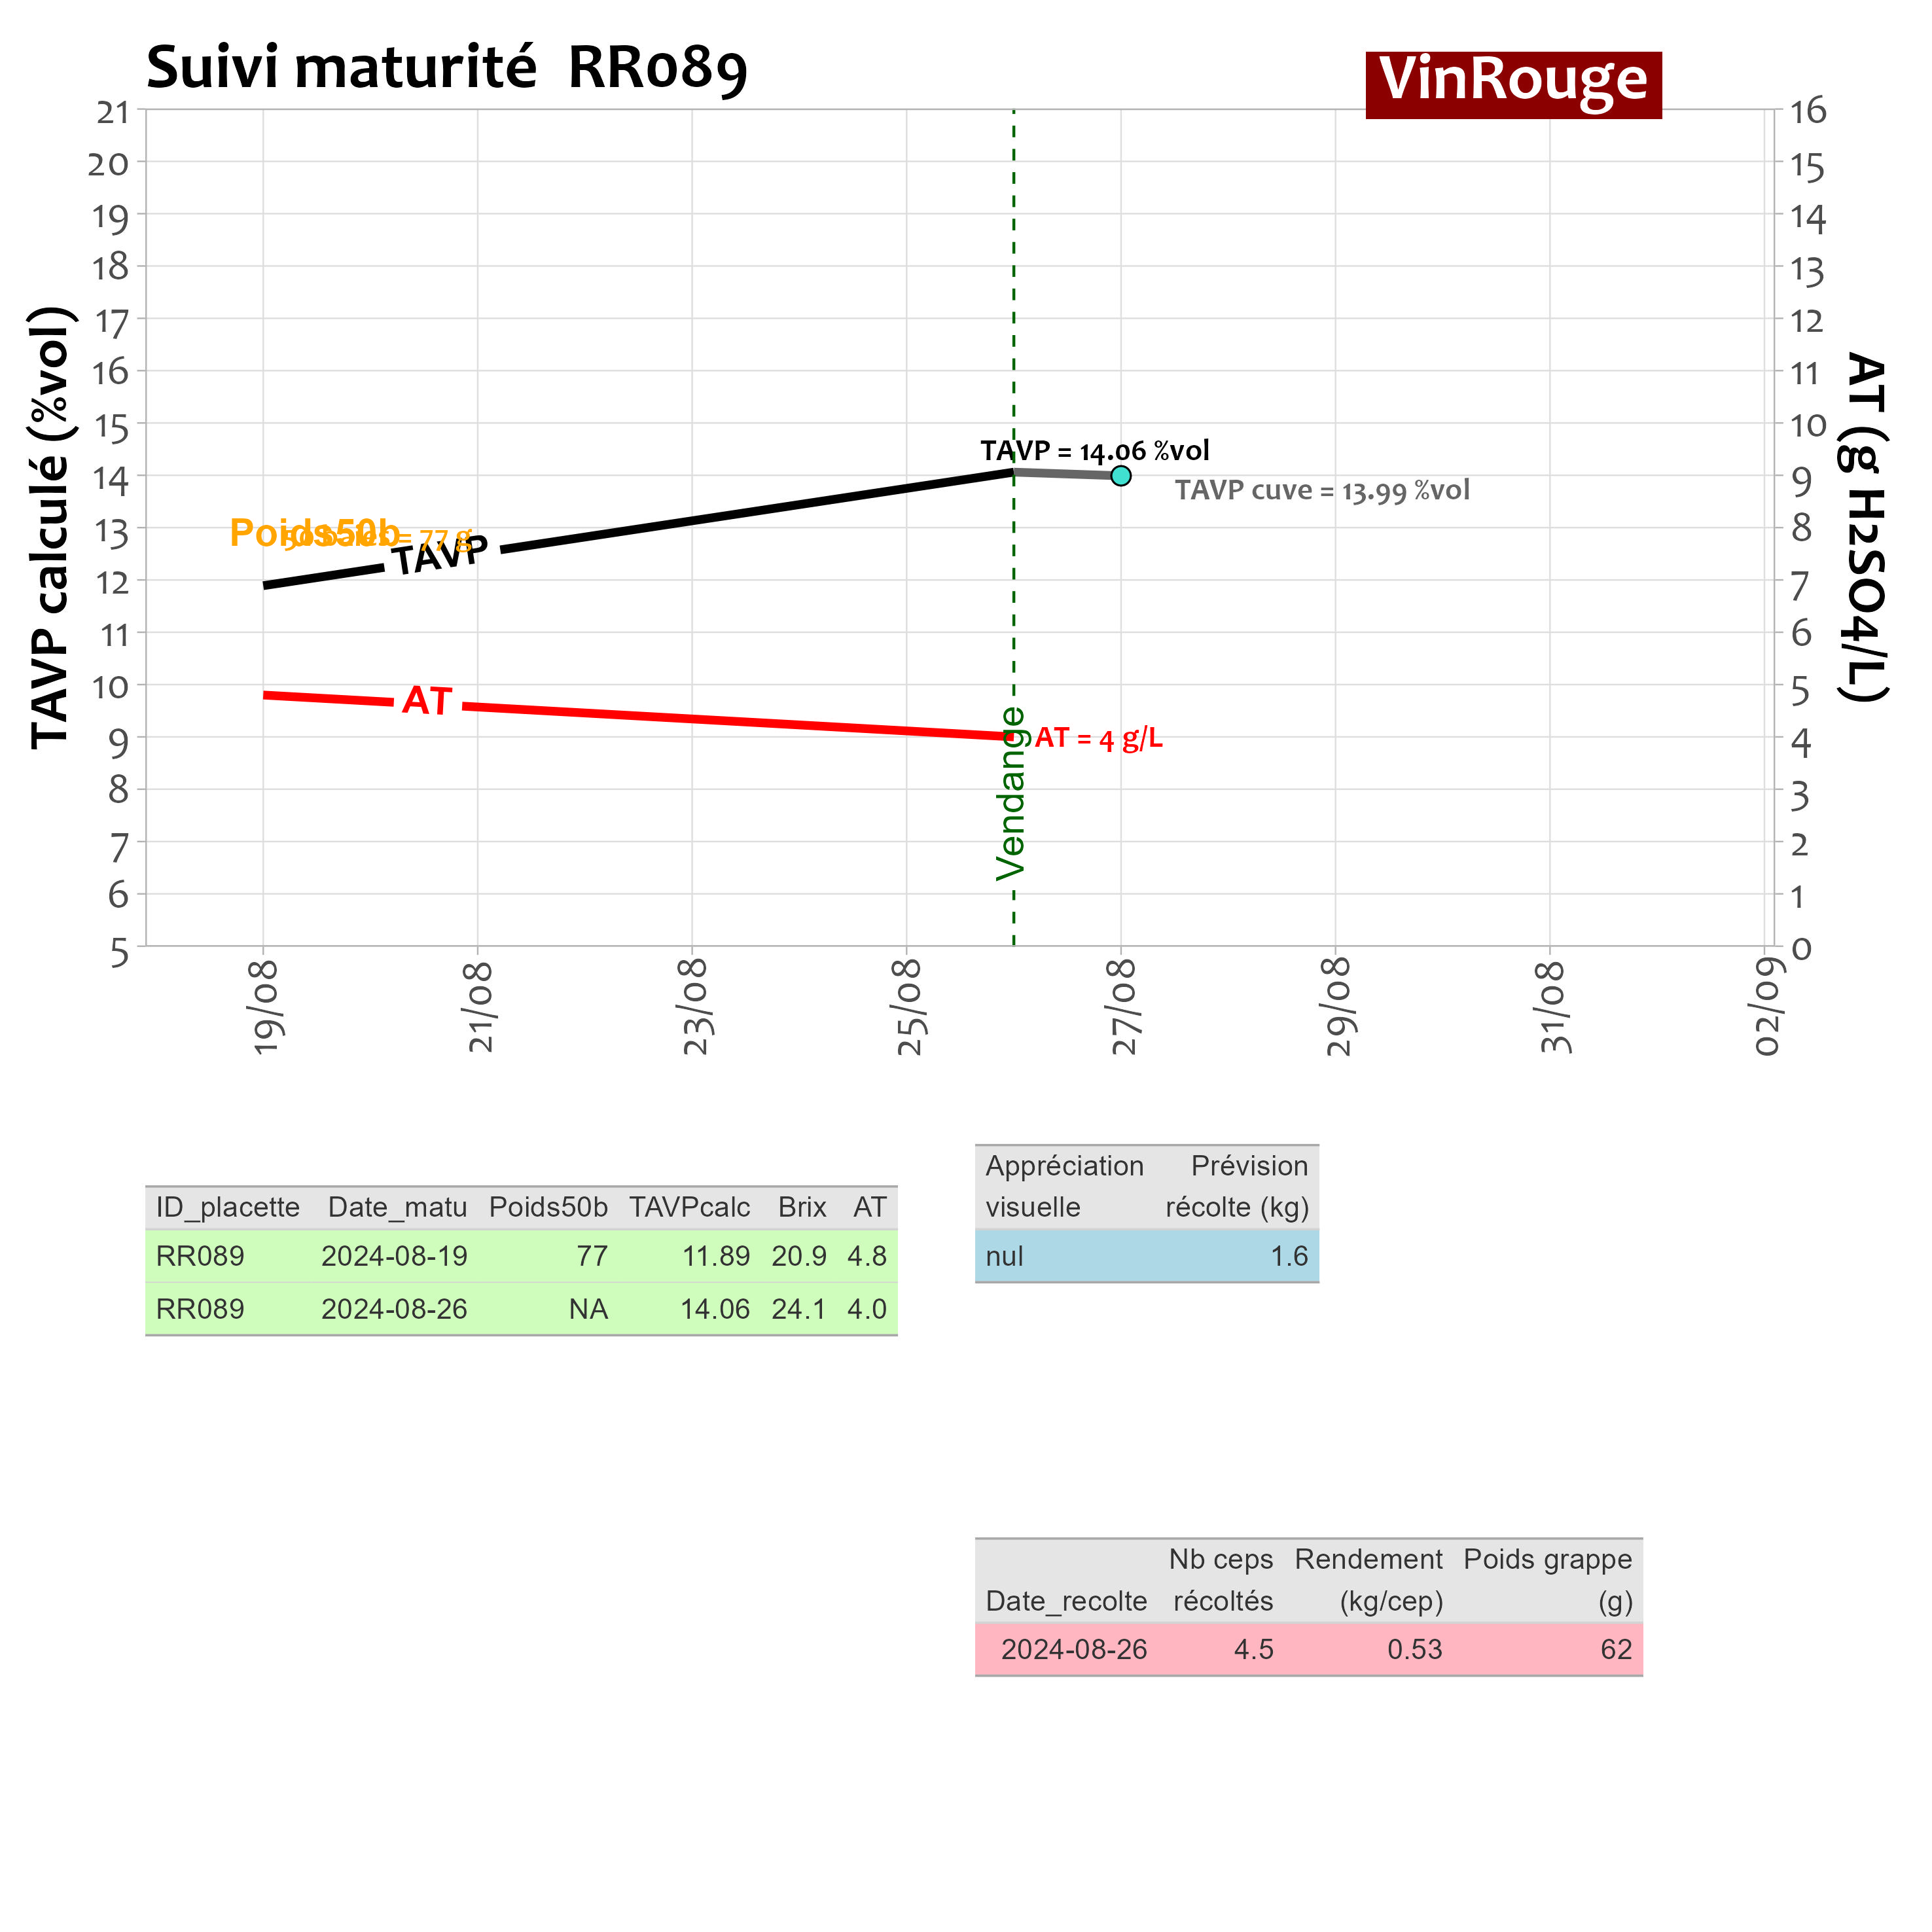 Suivi maturité RR089
VinRouge
TAVP calculé (%vol)
21
20
19
18
17
16
15
14
13
12
11
10
9
8
7
6
5
AT (g H2SO4/L)
16
15
14
13
12
11
10
9
8
7
6
5
4
3
2
1
0
TAVP = 14.06 %vol
TAVP cuve = 13.99 %vol
Poids50b
50 baies = 77 g
TAVP
AT
AT = 4 g/L
Vendange
19/08 21/08 23/08 25/08 27/08 29/08 31/08 02/09
ID_placette Date_matu Poids50b TAVPcalc Brix AT
RR089 2024-08-19 77 11.89 20.9 4.8
RR089 2024-08-26 NA 14.06 24.1 4.0
Appréciation Prévision
visuelle récolte (kg)
nul 1.6
Nb ceps Rendement Poids grappe
Date_recolte récoltés (kg/cep) (g)
2024-08-26 4.5 0.53 62